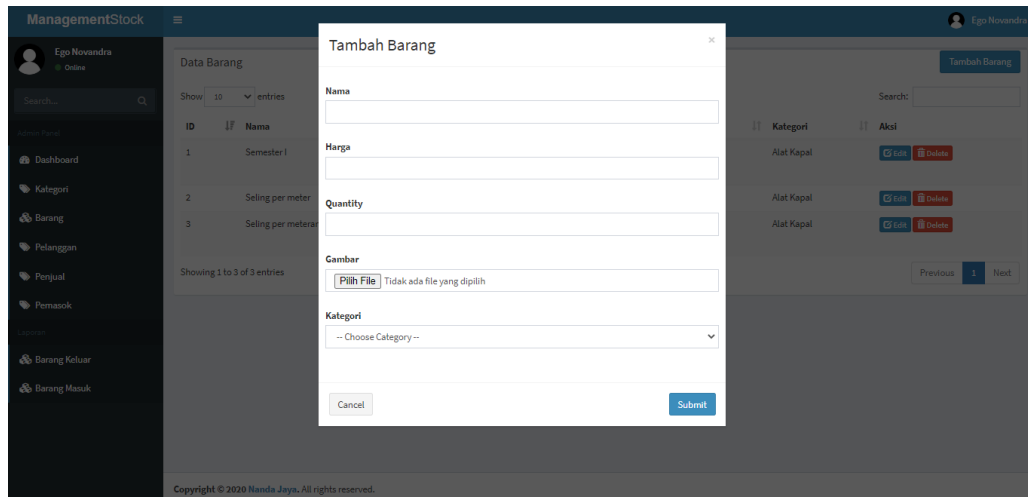 ManagementStock
Ego Novandra
Ego Novandra
Online
Search...
Admin Panel
Dashboard
Kategori
Barang
Pelanggan
Penjual
Pemasok
Laporan
Barang Keluar
Barang Masuk
Data Barang
Tambah Barang
Show 10 entries
Search:
ID Nama Kategori Aksi
1 Semester I Alat Kapal Edit Delete
2 Seling per meter Alat Kapal Edit Delete
3 Seling per meteran Alat Kapal Edit Delete
Showing 1 to 3 of 3 entries
Previous 1 Next
Tambah Barang ×
Nama
Harga
Quantity
Gambar
Pilih File Tidak ada file yang dipilih
Kategori
-- Choose Category --
Cancel Submit
Copyright © 2020 Nanda Jaya. All rights reserved.